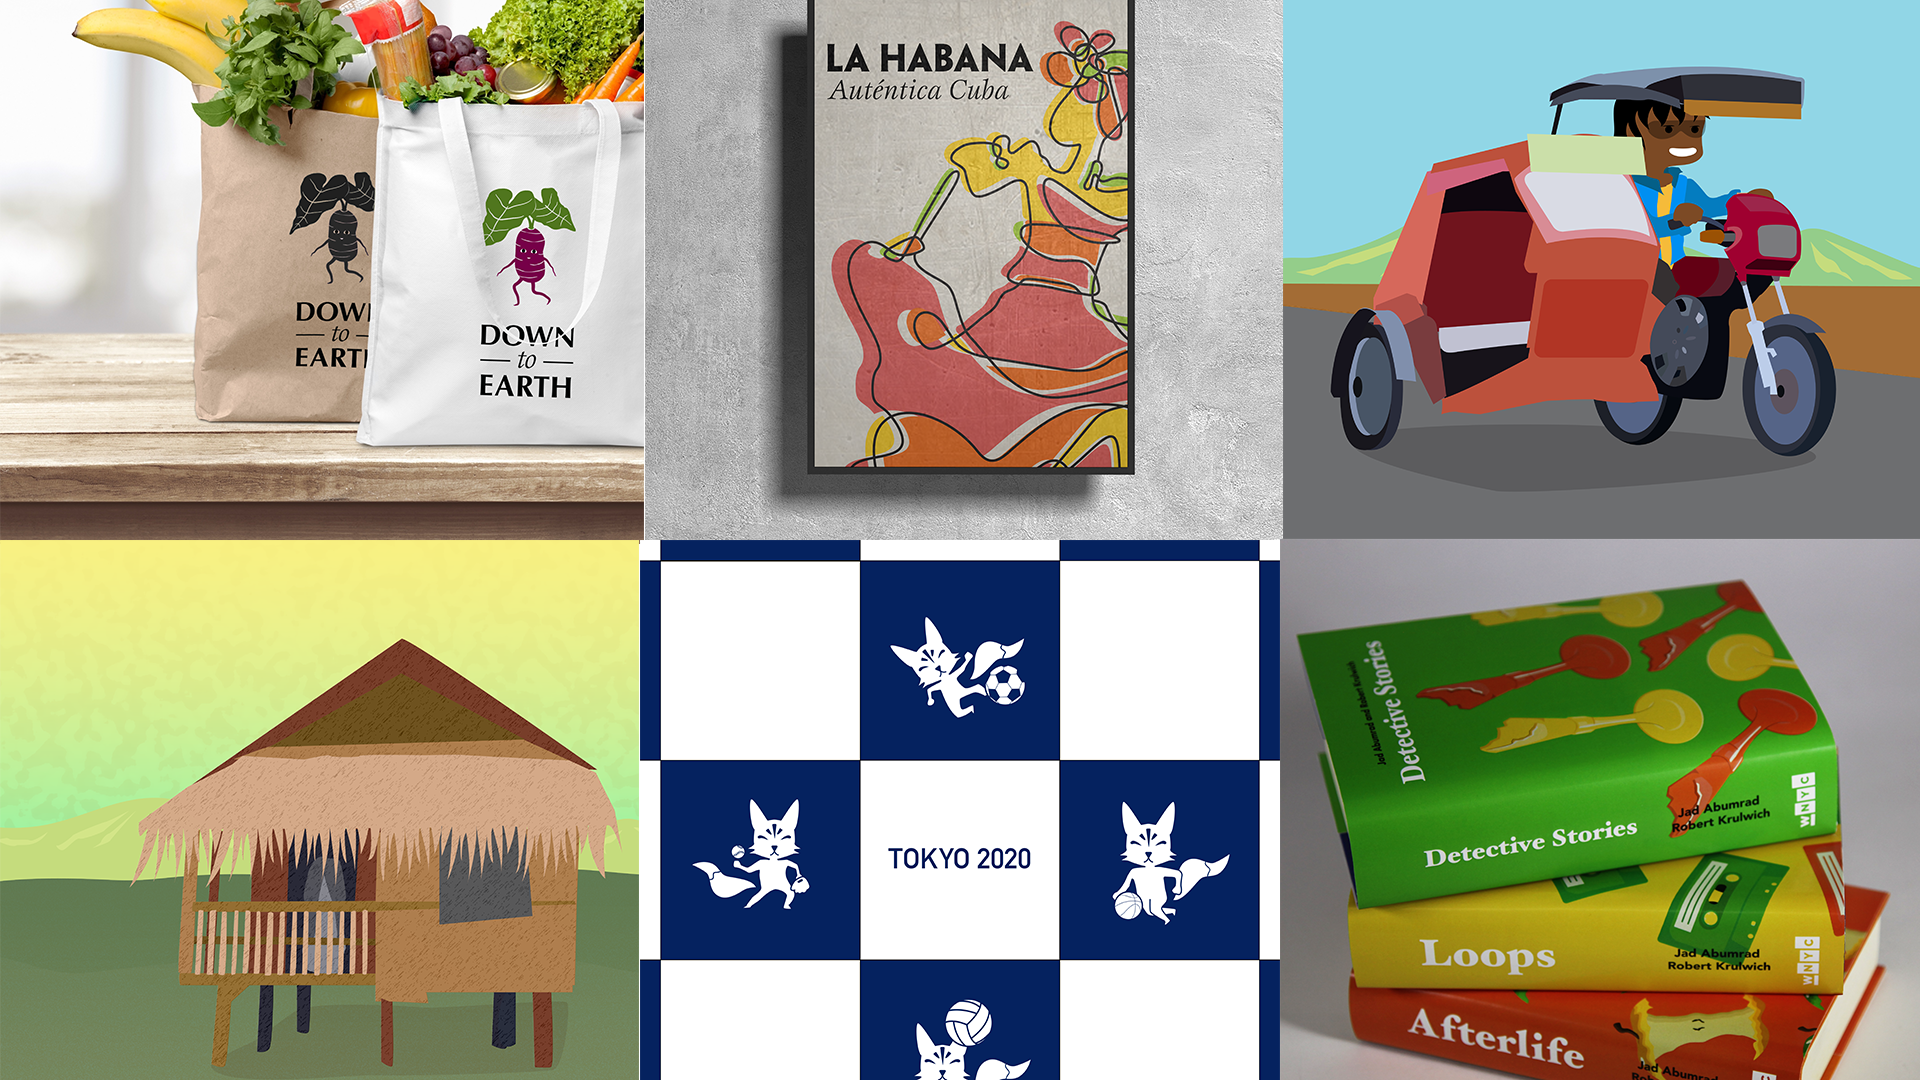 DOWN
to
EARTH
DOWN
to
EARTH
LA HABANA
Auténtica Cuba
TOKYO 2020
Jad Abumrad and Robert Krulwich
Detective Stories
Detective Stories
Jad Abumrad
Robert Krulwich
WNYC
Loops
Jad Abumrad
Robert Krulwich
WNYC
Afterlife
Jad Abumrad